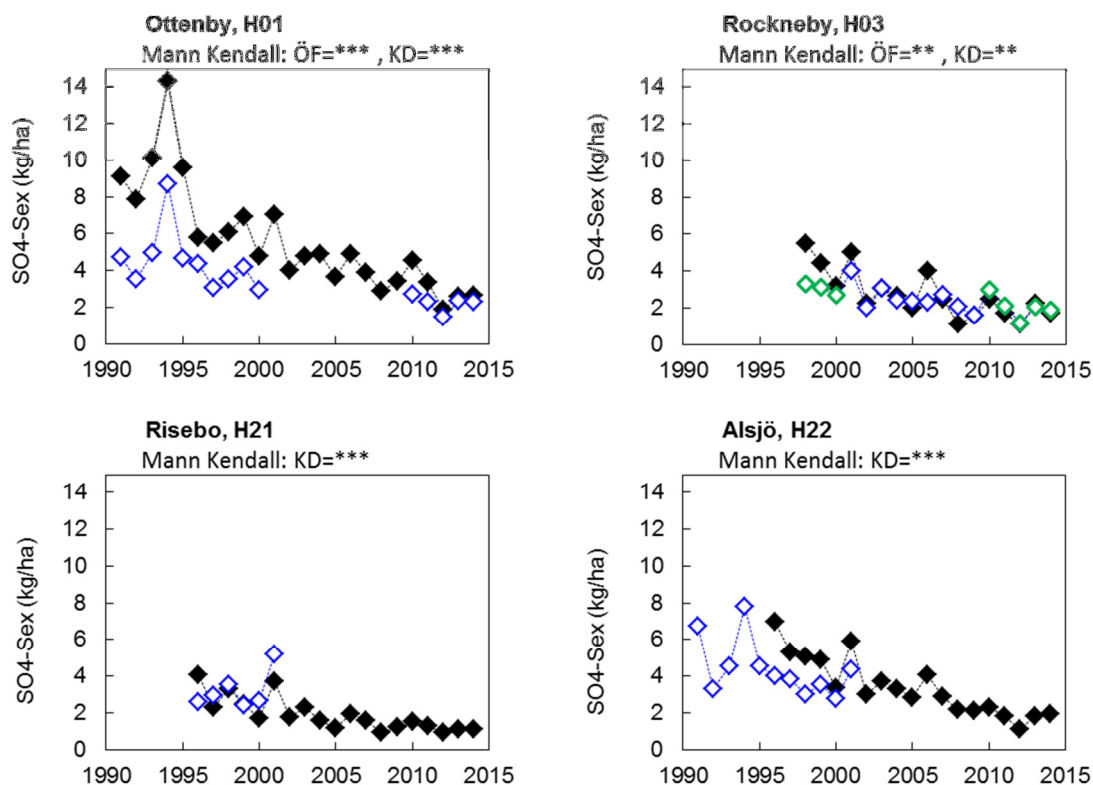 Ottenby, H01
Mann Kendall: ÖF=*** , KD=***
SO4-Sex (kg/ha)
14
12
10
8
6
4
2
0
1990 1995 2000 2005 2010 2015
Rockneby, H03
Mann Kendall: ÖF=** , KD=**
SO4-Sex (kg/ha)
14
12
10
8
6
4
2
0
1990 1995 2000 2005 2010 2015
Risebo, H21
Mann Kendall: KD=***
SO4-Sex (kg/ha)
14
12
10
8
6
4
2
0
1990 1995 2000 2005 2010 2015
Alsjö, H22
Mann Kendall: KD=***
SO4-Sex (kg/ha)
14
12
10
8
6
4
2
0
1990 1995 2000 2005 2010 2015